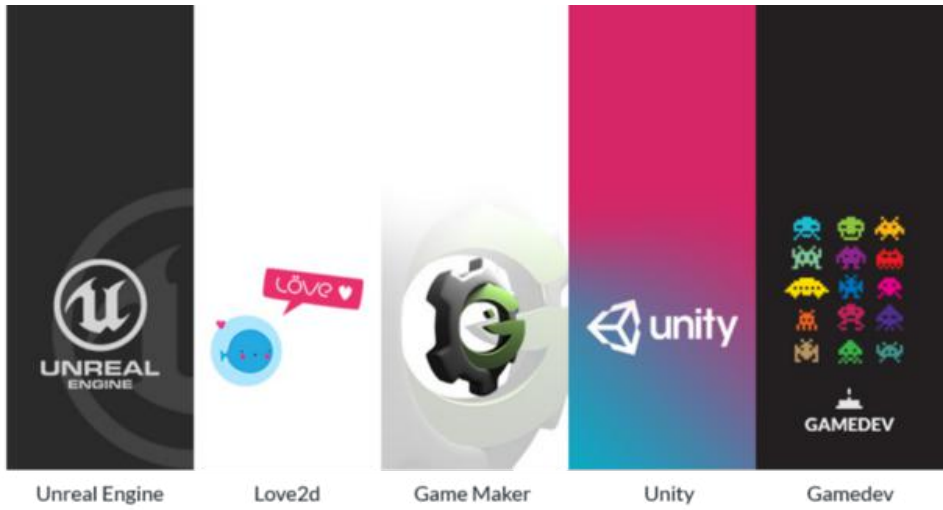 UNREAL
ENGINE
LÖVE
unity
GAMEDEV
Unreal Engine
Love2d
Game Maker
Unity
Gamedev